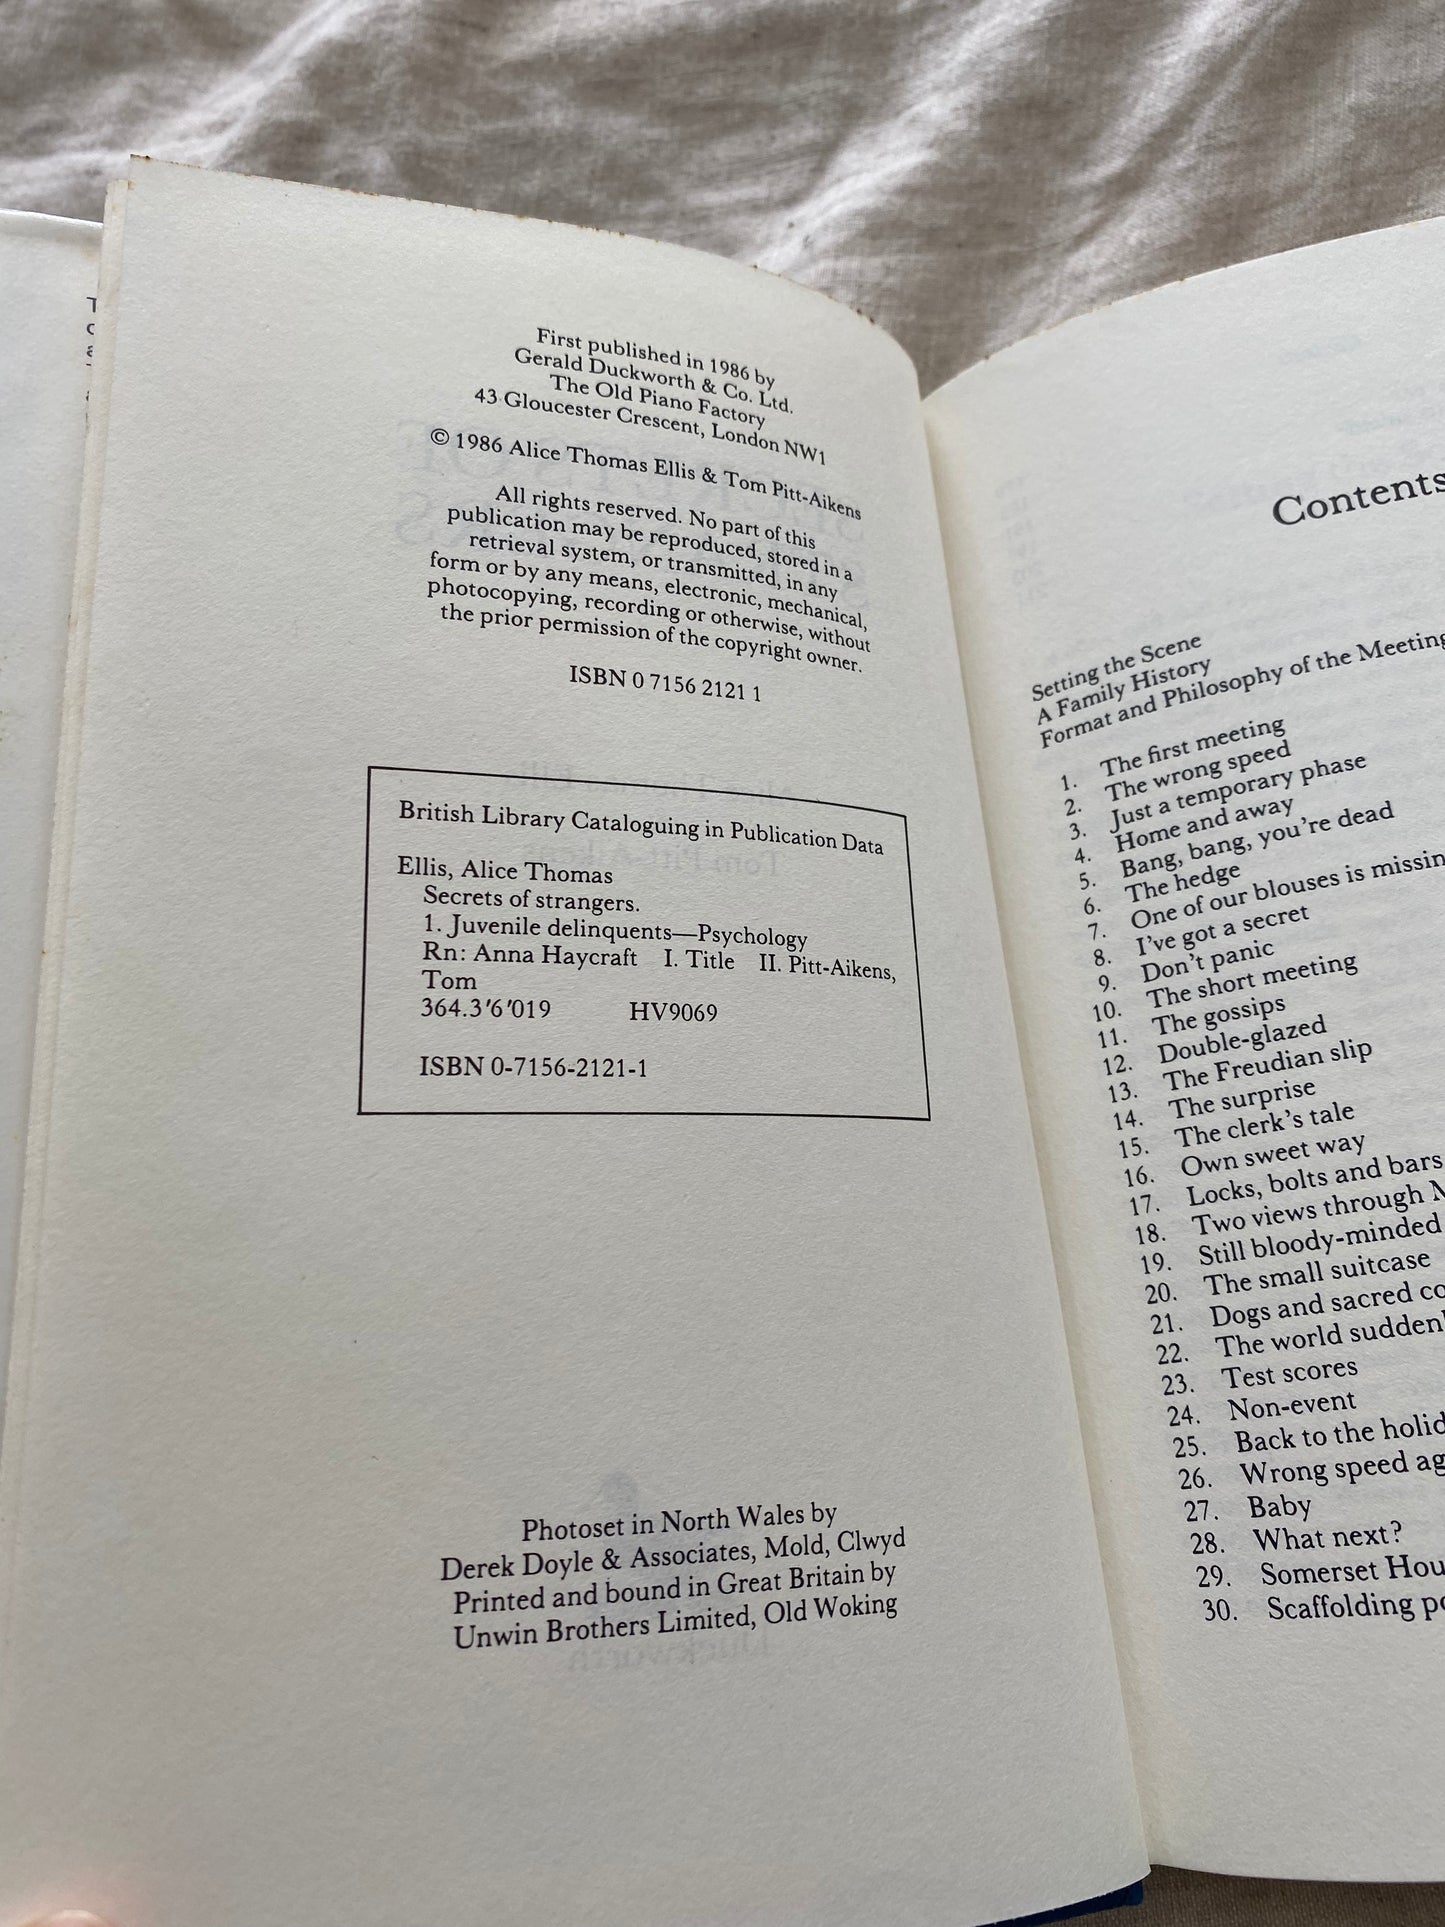 First published in 1986 by
Gerald Duckworth & Co. Ltd.
The Old Piano Factory
43 Gloucester Crescent, London NW1
© 1986 Alice Thomas Ellis & Tom Pitt-Aikens
All rights reserved. No part of this
publication may be reproduced, stored in a
retrieval system, or transmitted, in any
form or by any means, electronic, mechanical,
photocopying, recording or otherwise, without
the prior permission of the copyright owner.
ISBN 0 7156 2121 1
British Library Cataloguing in Publication Data
Ellis, Alice Thomas
Secrets of strangers.
1. Juvenile delinquents—Psychology
Rn: Anna Haycraft I. Title II. Pitt-Aikens,
Tom
364.3′6′019 HV9069
ISBN 0-7156-2121-1
Photoset in North Wales by
Derek Doyle & Associates, Mold, Clwyd
Printed and bound in Great Britain by
Unwin Brothers Limited, Old Woking
Contents
Setting the Scene
A Family History
Format and Philosophy of the Meeting
1. The first meeting
2. The wrong speed
3. Just a temporary phase
4. Home and away
5. Bang, bang, you're dead
6. The hedge
7. One of our blouses is missin
8. I've got a secret
9. Don't panic
10. The short meeting
11. The gossips
12. Double-glazed
13. The Freudian slip
14. The surprise
15. The clerk's tale
16. Own sweet way
17. Locks, bolts and bars
18. Two views through
19. Still bloody-minded
20. The small suitcase
21. Dogs and sacred co
22. The world sudden
23. Test scores
24. Non-event
25. Back to the holid
26. Wrong speed ag
27. Baby
28. What next?
29. Somerset Hou
30. Scaffolding po